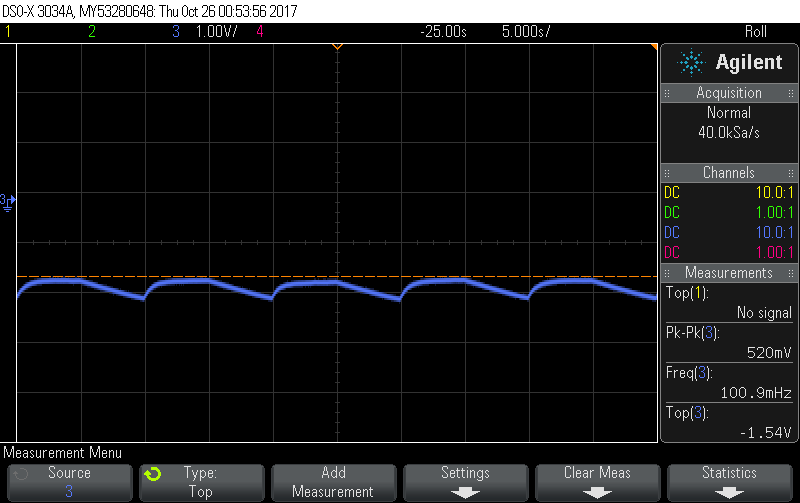 DSO-X 3034A, MY53280648: Thu Oct 26 00:53:56 2017
1 2 3 1.00V/ 4 -25.00s 5.000s/ Roll
Agilent
Acquisition
Normal
40.0kSa/s
Channels
DC 10.0:1
DC 1.00:1
DC 10.0:1
DC 1.00:1
Measurements
Top(1):
No signal
Pk-Pk(3):
520mV
Freq(3):
100.9mHz
Top(3):
-1.54V
3
Measurement Menu
Source
3
Type:
Top
Add
Measurement
Settings
Clear Meas
Statistics